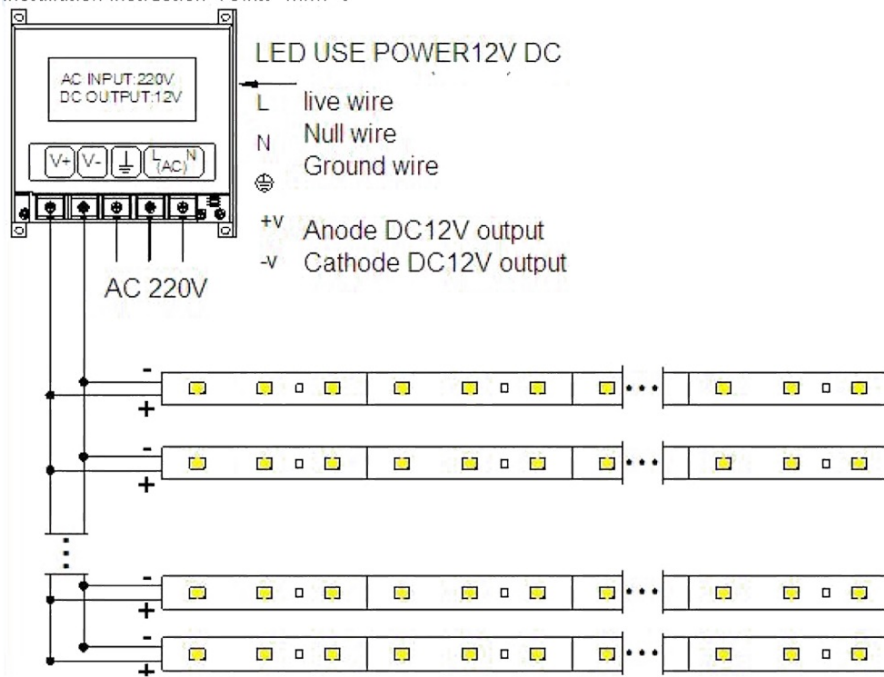 LED USE POWER12V DC
AC INPUT:220V
DC OUTPUT:12V
L live wire
N Null wire
Ground wire
V+ V- L (AC) N
+v Anode DC12V output
-v Cathode DC12V output
AC 220V
-
+
-
+
-
+
-
+